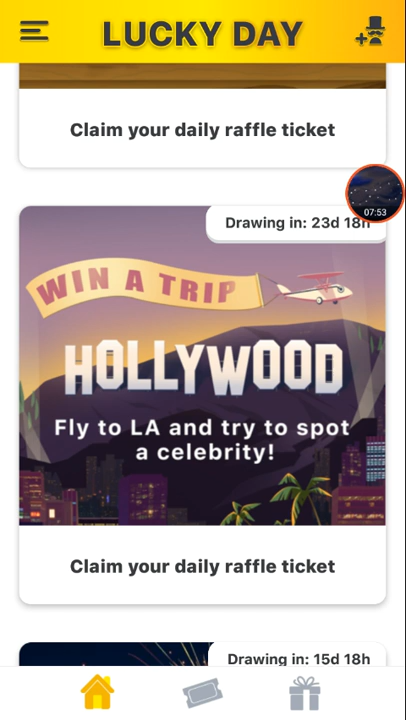 LUCKY DAY
Claim your daily raffle ticket
07:53
Drawing in: 23d 18h
WIN A TRIP
HOLLYWOOD
Fly to LA and try to spot
a celebrity!
Claim your daily raffle ticket
Drawing in: 15d 18h